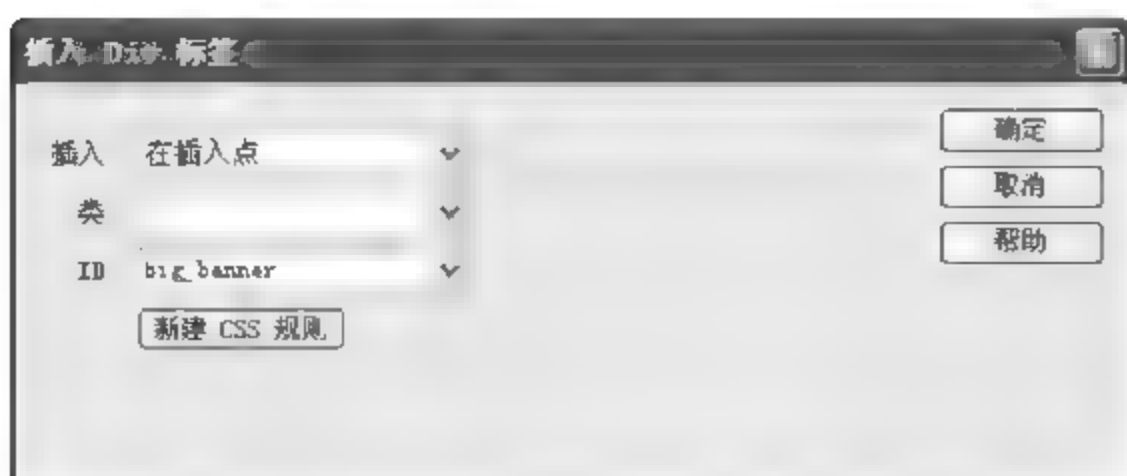 插入 Div 标签
插入 在插入点
类
ID big_banner
新建 CSS 规则
确定
取消
帮助